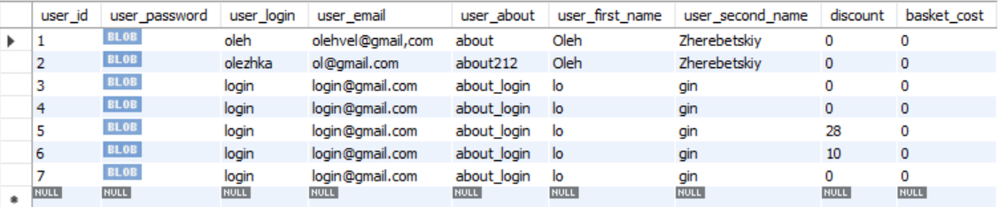 user_id user_password user_login user_email user_about user_first_name user_second_name discount basket_cost
1 BLOB oleh olehvel@gmail,com about Oleh Zherebetskiy 0 0
2 BLOB olezhka ol@gmail.com about212 Oleh Zherebetskiy 0 0
3 BLOB login login@gmail.com about_login lo gin 0 0
4 BLOB login login@gmail.com about_login lo gin 0 0
5 BLOB login login@gmail.com about_login lo gin 28 0
6 BLOB login login@gmail.com about_login lo gin 10 0
7 BLOB login login@gmail.com about_login lo gin 0 0
NULL NULL NULL NULL NULL NULL NULL NULL NULL